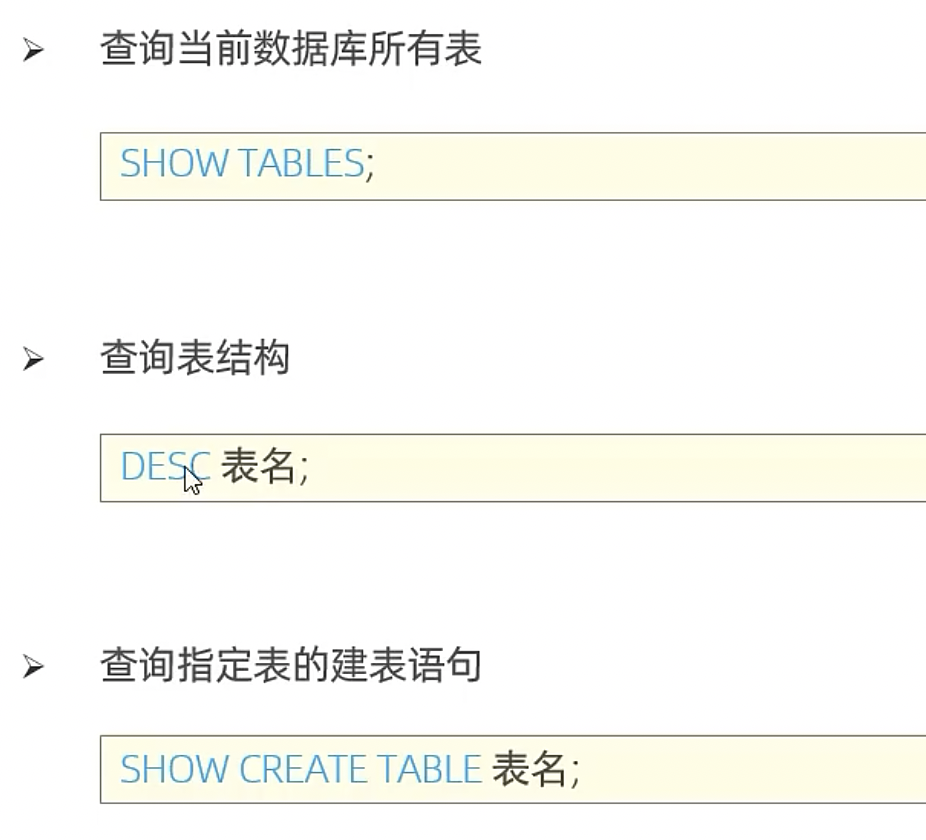 查询当前数据库所有表
SHOW TABLES;
查询表结构
DESC 表名;
查询指定表的建表语句
SHOW CREATE TABLE 表名;